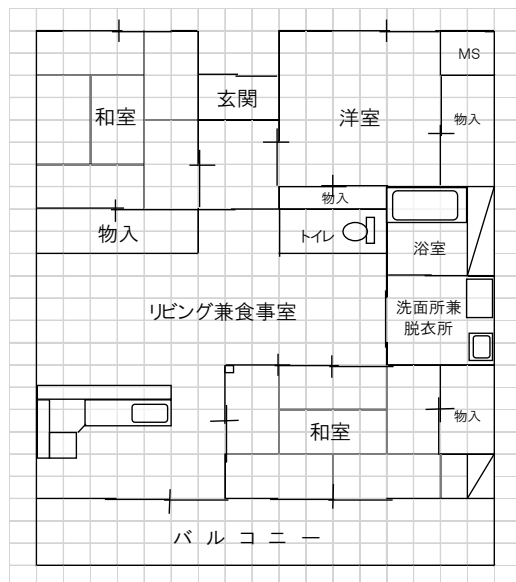 MS
玄関
和室
洋室
物入
物入
物入
トイレ
浴室
リビング兼食事室
洗面所兼
脱衣所
物入
和室
バルコニー